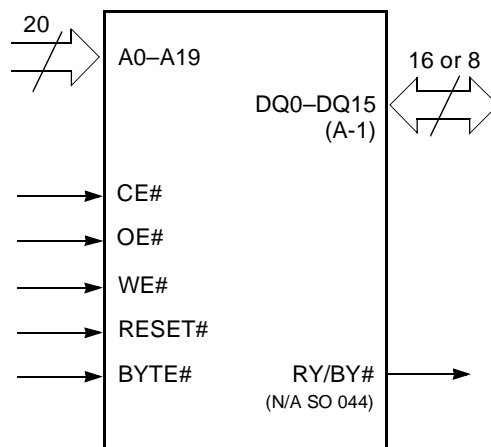 20
A0–A19
16 or 8
DQ0–DQ15
(A-1)
CE#
OE#
WE#
RESET#
BYTE#
RY/BY#
(N/A SO 044)